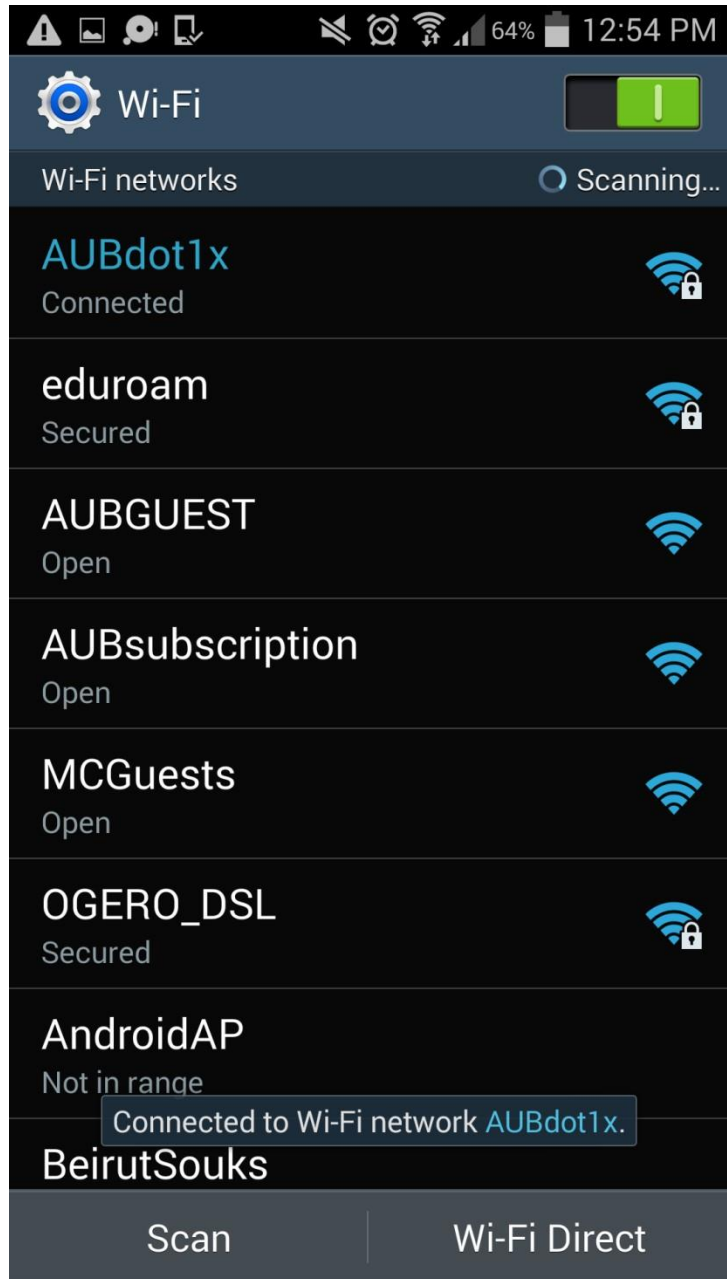 64% 12:54 PM
Wi-Fi
Wi-Fi networks Scanning...
AUBdot1x
Connected
eduroam
Secured
AUBGUEST
Open
AUBsubscription
Open
MCGuests
Open
OGERO_DSL
Secured
AndroidAP
Not in range
Connected to Wi-Fi network AUBdot1x.
BeirutSouks
Scan Wi-Fi Direct